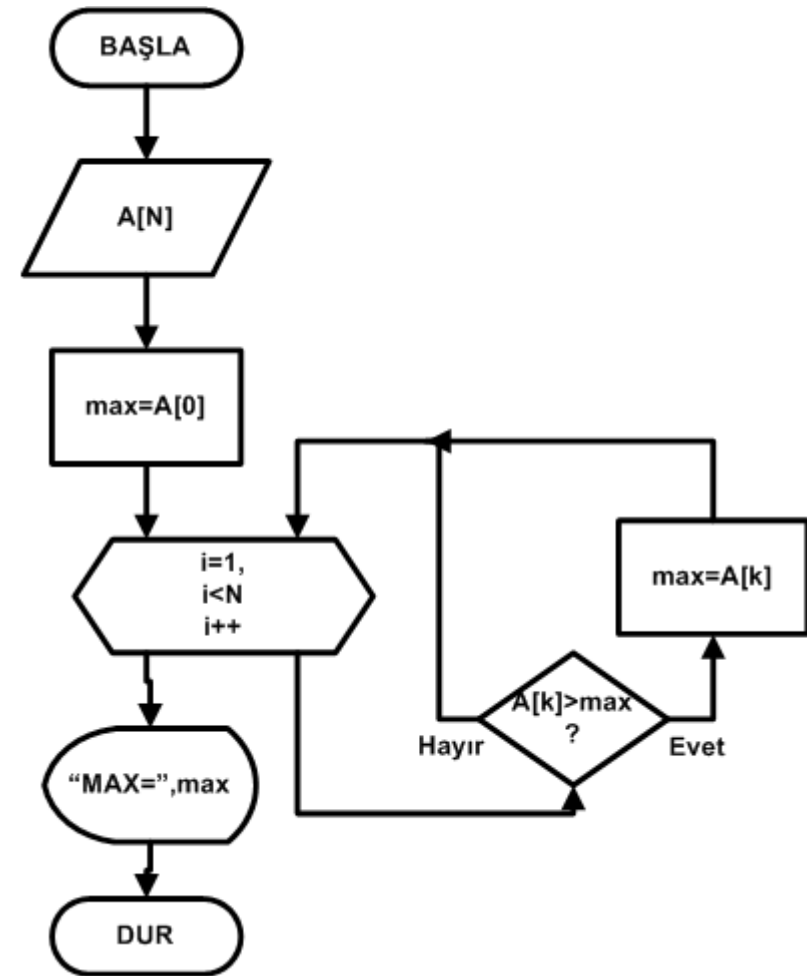 BAŞLA
A[N]
max=A[0]
i=1,
i<N
i++
max=A[k]
A[k]>max
?
Hayır
Evet
“MAX=”,max
DUR